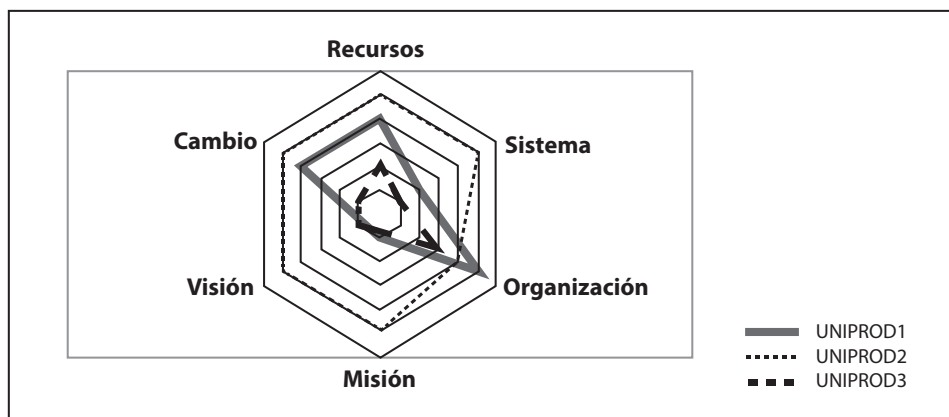 Recursos
Cambio
Sistema
Visión
Organización
Misión
UNIPROD1
UNIPROD2
UNIPROD3